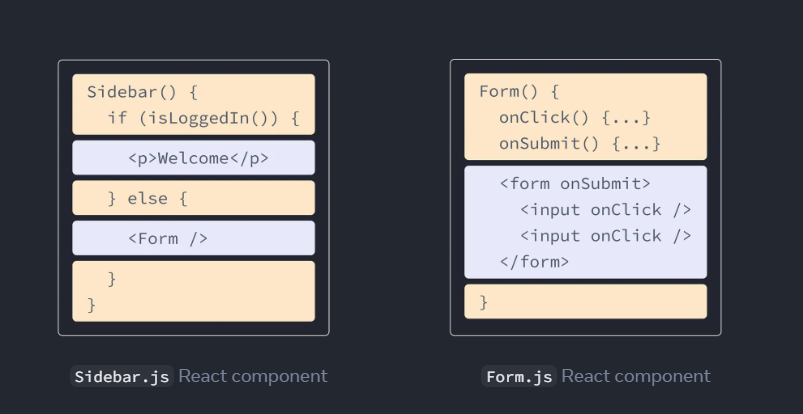 Sidebar() {
if (isLoggedIn()) {
<p>Welcome</p>
} else {
<Form />
}
}
Sidebar.js React component
Form() {
onClick() {...}
onSubmit() {...}
<form onSubmit>
<input onClick />
<input onClick />
</form>
}
Form.js React component